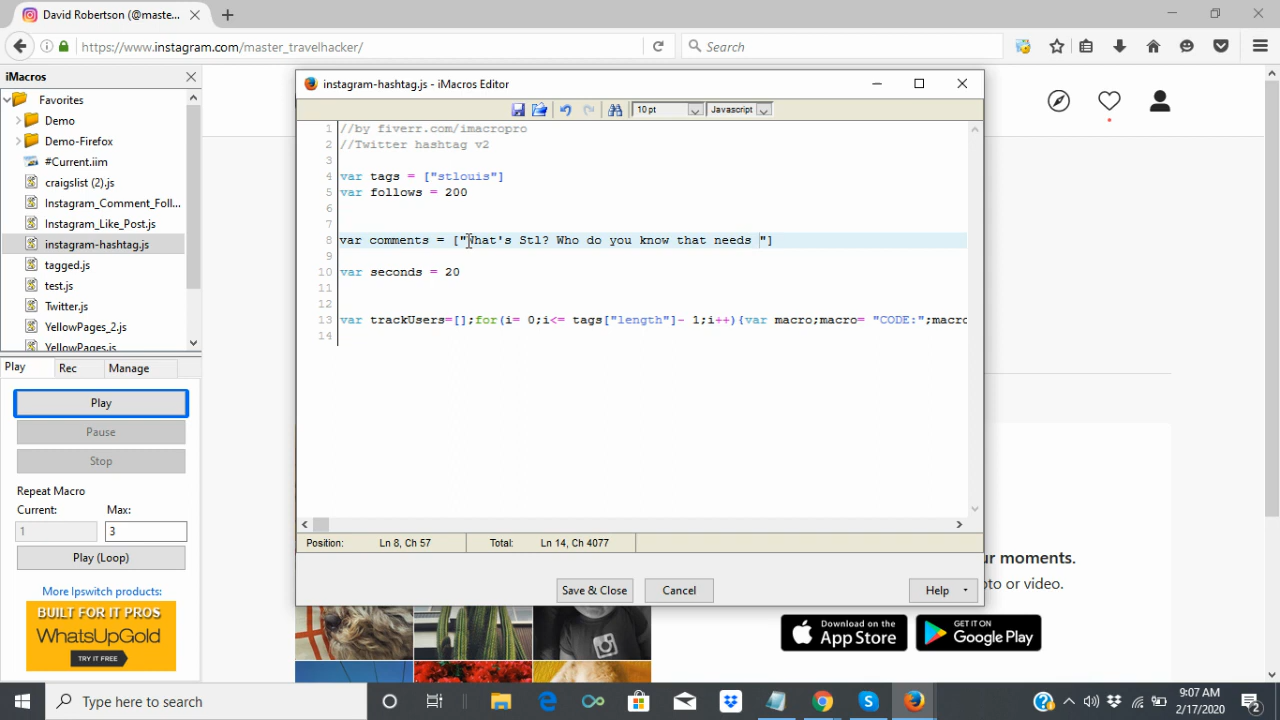 David Robertson (@maste...
https://www.instagram.com/master_travelhacker/
Search
iMacros
Favorites
Demo
Demo-Firefox
#Current.iim
craigslist (2).js
Instagram_Comment_Foll...
Instagram_Like_Post.js
instagram-hashtag.js
tagged.js
test.js
Twitter.js
YellowPages_2.js
YellowPages.js
Play
Rec
Manage
Play
Pause
Stop
Repeat Macro
Current:
Max:
1
3
Play (Loop)
More Ipswitch products:
BUILT FOR IT PROS
WhatsUpGold
TRY IT FREE
instagram-hashtag.js - iMacros Editor
10 pt
Javascript
1 //by fiverr.com/imacropro
2 //Twitter hashtag v2
3
4 var tags = ["stlouis"]
5 var follows = 200
6
7
8 var comments = ["What's Stl? Who do you know that needs "]
9
10 var seconds = 20
11
12
13 var trackUsers=[];for(i= 0;i<= tags["length"]- 1;i++){var macro;macro= "CODE:";macro
14
Position:
Ln 8, Ch 57
Total:
Ln 14, Ch 4077
Save & Close
Cancel
Help
ur moments.
oto or video.
Download on the
App Store
GET IT ON
Google Play
Type here to search
9:07 AM
2/17/2020
2